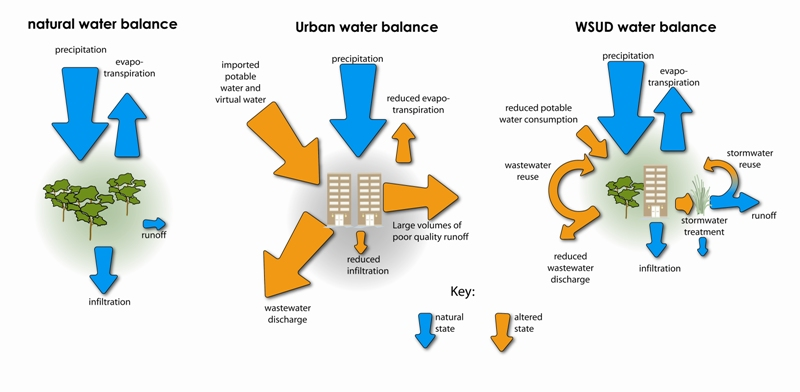 natural water balance
precipitation
evapo-
transpiration
runoff
infiltration
Urban water balance
imported
potable
water and
virtual water
precipitation
reduced evapo-
transpiration
Large volumes of
poor quality runoff
reduced
infiltration
wastewater
discharge
WSUD water balance
precipitation
evapo-
transpiration
reduced potable
water consumption
wastewater
reuse
stormwater
reuse
runoff
stormwater
treatment
infiltration
reduced
wastewater
discharge
Key:
natural
state
altered
state